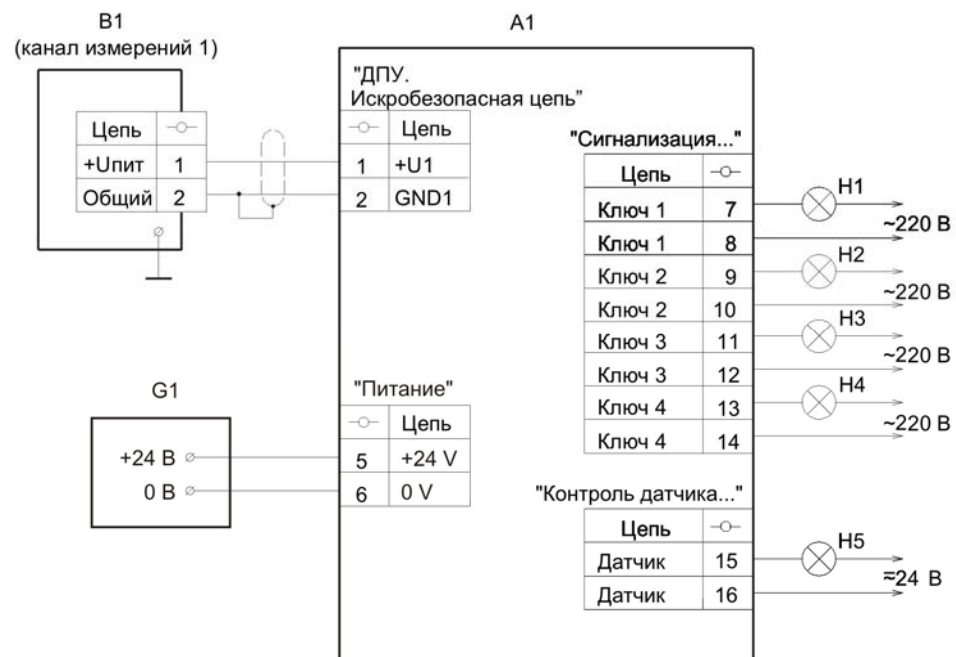 B1
(канал измерений 1)
A1
"ДПУ.
Искробезопасная цепь”
Цепь
+Uпит 1
Общий 2
Цепь
1 +U1
2 GND1
"Сигнализация..."
Цепь
Ключ 1 7
Ключ 1 8
Ключ 2 9
Ключ 2 10
Ключ 3 11
Ключ 3 12
Ключ 4 13
Ключ 4 14
H1
~220 В
H2
~220 В
H3
~220 В
H4
~220 В
G1
+24 В
0 В
"Питание"
Цепь
5 +24 V
6 0 V
"Контроль датчика..."
Цепь
Датчик 15
Датчик 16
H5
≂24 В